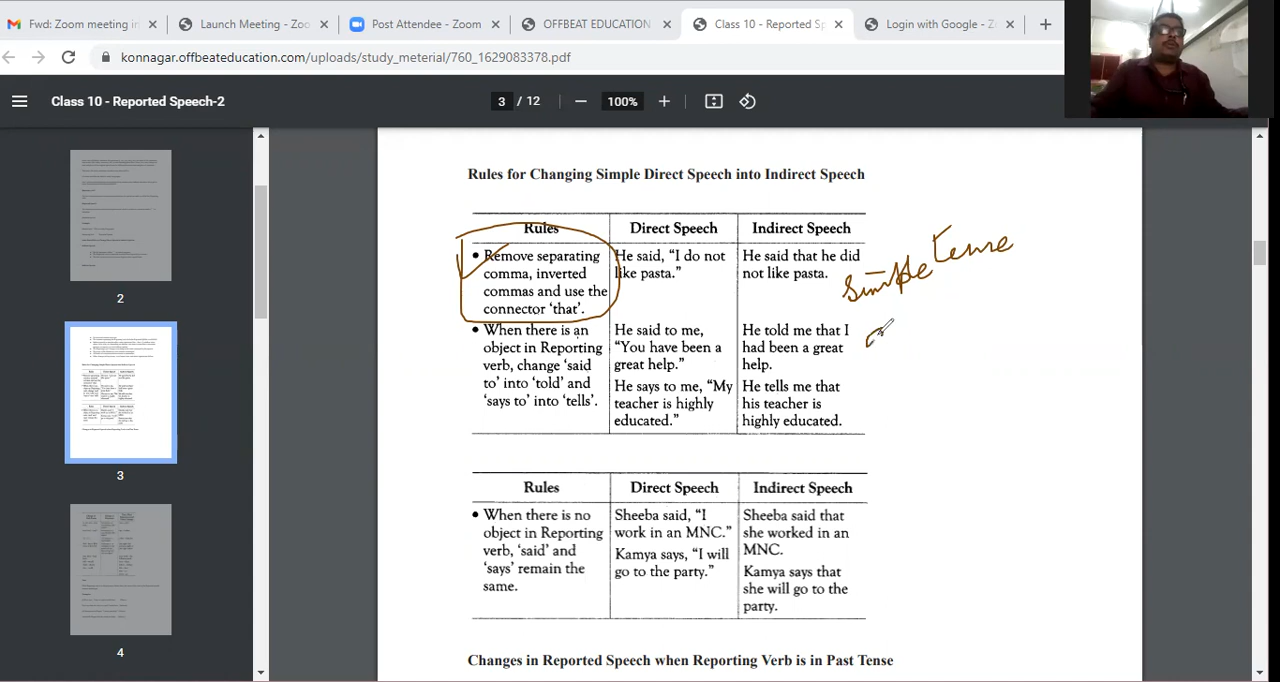 Fwd: Zoom meeting in
Launch Meeting - Zoo
Post Attendee - Zoom
OFFBEAT EDUCATION
Class 10 - Reported Sp
Login with Google - Z
konnagar.offbeateducation.com/uploads/study_meterial/760_1629083378.pdf
Class 10 - Reported Speech-2
3 / 12
100%
2
3
4
Rules for Changing Simple Direct Speech into Indirect Speech
Rules Direct Speech Indirect Speech
• Remove separating
comma, inverted
commas and use the
connector 'that'.
He said, "I do not
like pasta."
He said that he did
not like pasta.
• When there is an
object in Reporting
verb, change 'said
to' into 'told' and
'says to' into 'tells'.
He said to me,
"You have been a
great help."
He says to me, "My
teacher is highly
educated."
He told me that I
had been a great
help.
He tells me that
his teacher is
highly educated.
simple tense
Rules Direct Speech Indirect Speech
• When there is no
object in Reporting
verb, 'said' and
'says' remain the
same.
Sheeba said, "I
work in an MNC."
Kamya says, "I will
go to the party."
Sheeba said that
she worked in an
MNC.
Kamya says that
she will go to the
party.
Changes in Reported Speech when Reporting Verb is in Past Tense